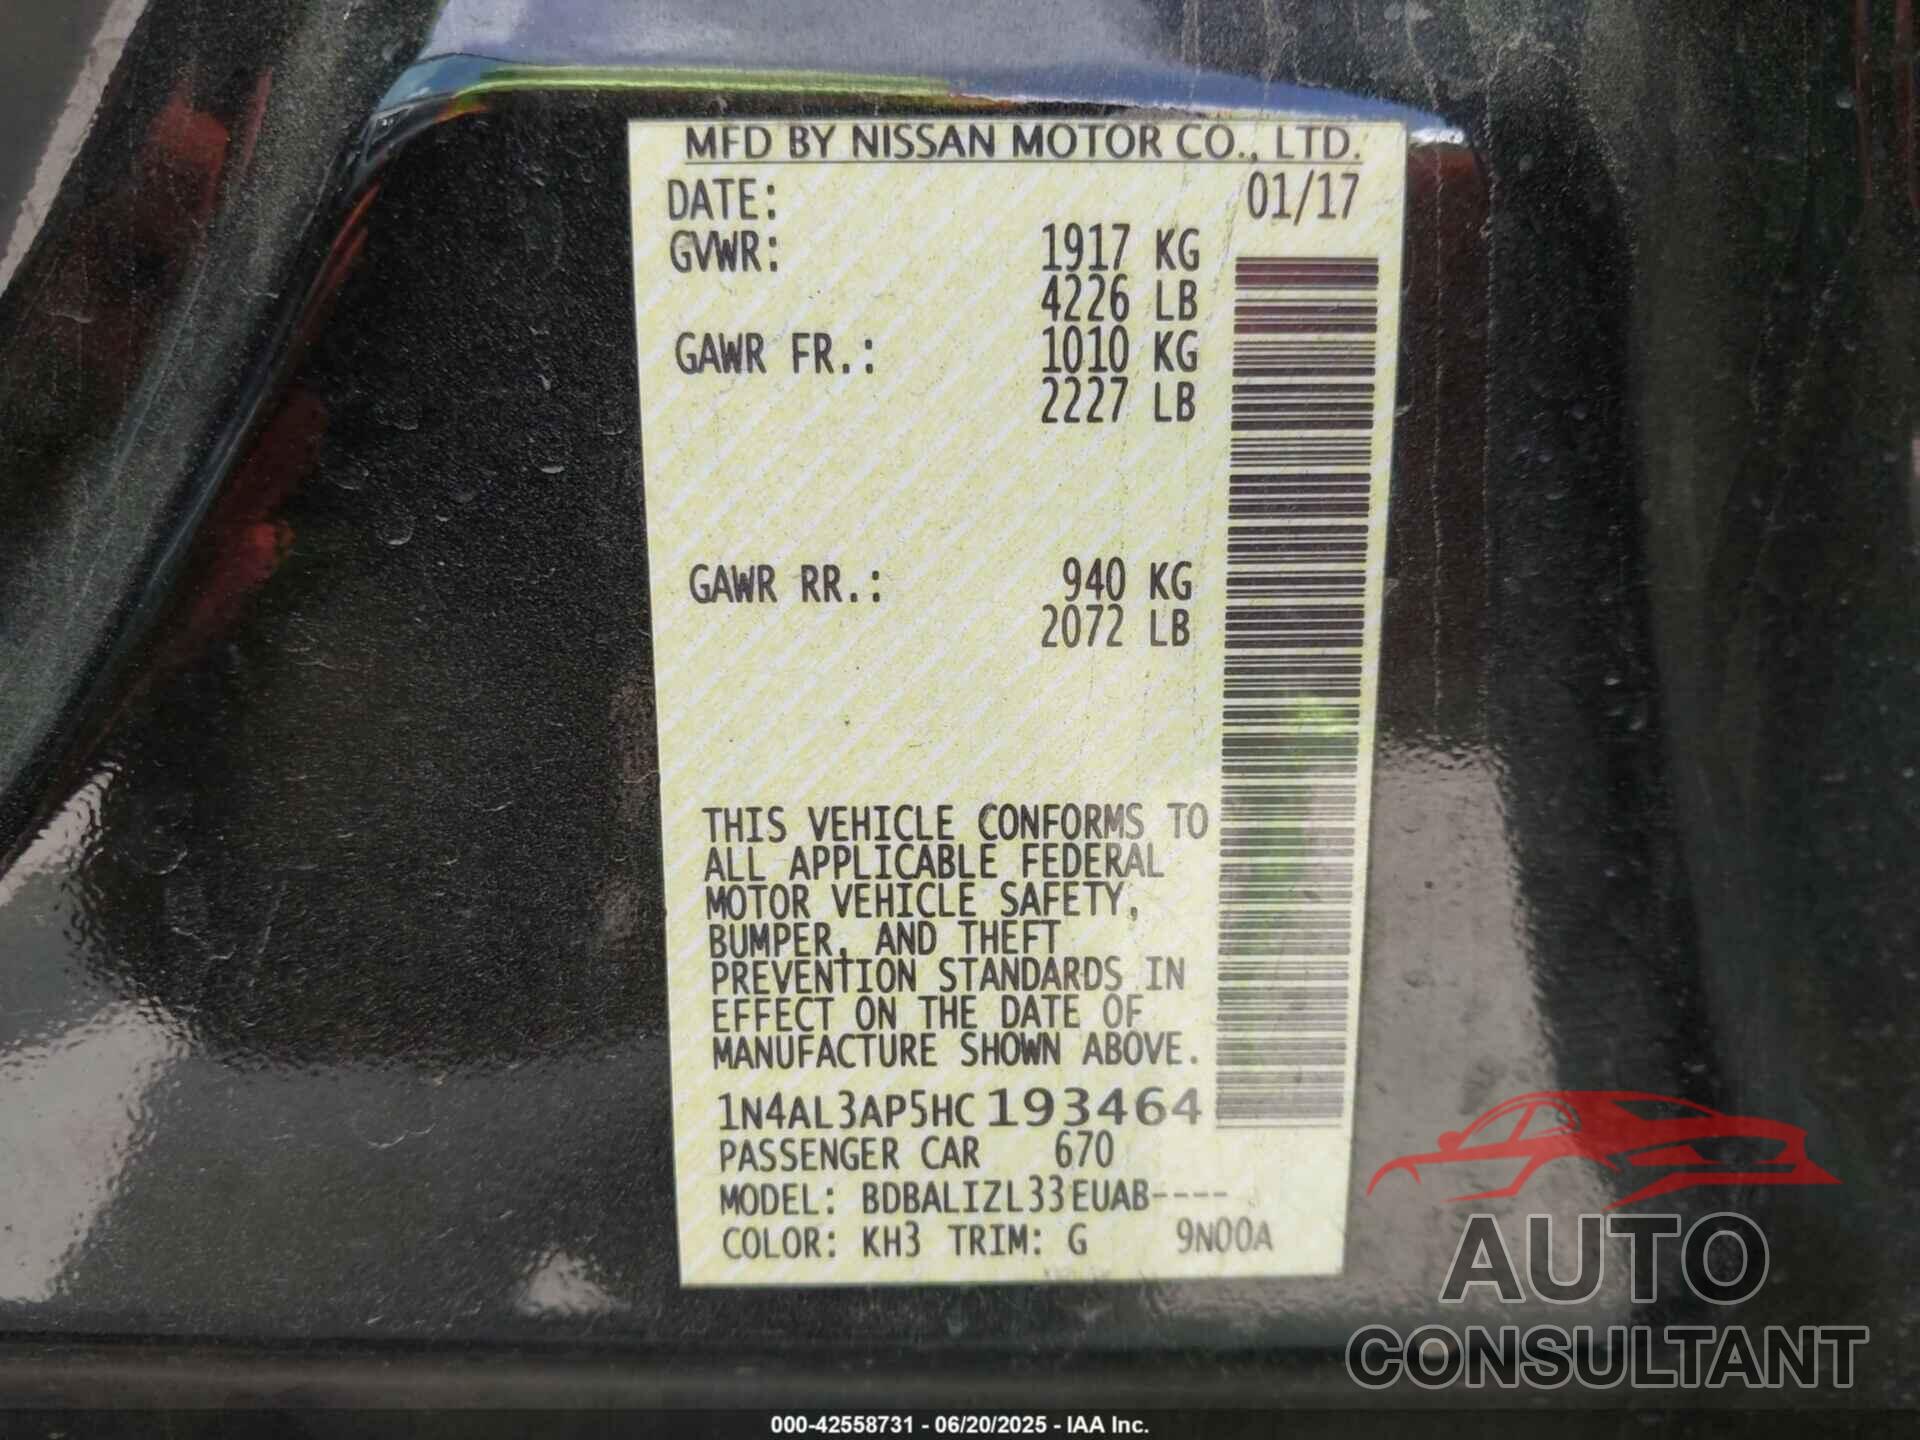 MFD BY NISSAN MOTOR CO., LTD.
DATE: 01/17
GVWR: 1917 KG
4226 LB
GAWR FR.: 1010 KG
2227 LB
GAWR RR.: 940 KG
2072 LB
THIS VEHICLE CONFORMS TO
ALL APPLICABLE FEDERAL
MOTOR VEHICLE SAFETY,
BUMPER, AND THEFT
PREVENTION STANDARDS IN
EFFECT ON THE DATE OF
MANUFACTURE SHOWN ABOVE.
1N4AL3AP5HC193464
PASSENGER CAR 670
MODEL: BDBALIZL33EUAB----
COLOR: KH3 TRIM: G 9N00A
AUTO
CONSULTANT
000-42558731 - 06/20/2025 - IAA Inc.